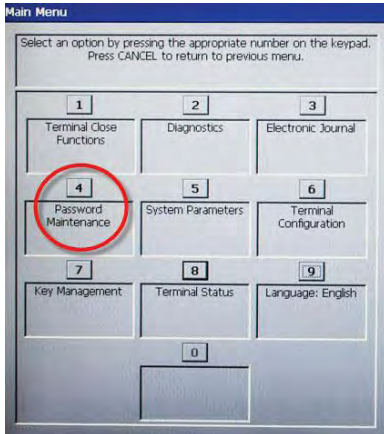 Main Menu
Select an option by pressing the appropriate number on the keypad.
Press CANCEL to return to previous menu.
1
2
3
Terminal Close
Functions
Diagnostics
Electronic Journal
4
5
6
Password
Maintenance
System Parameters
Terminal
Configuration
7
8
9
Key Management
Terminal Status
Language: English
0